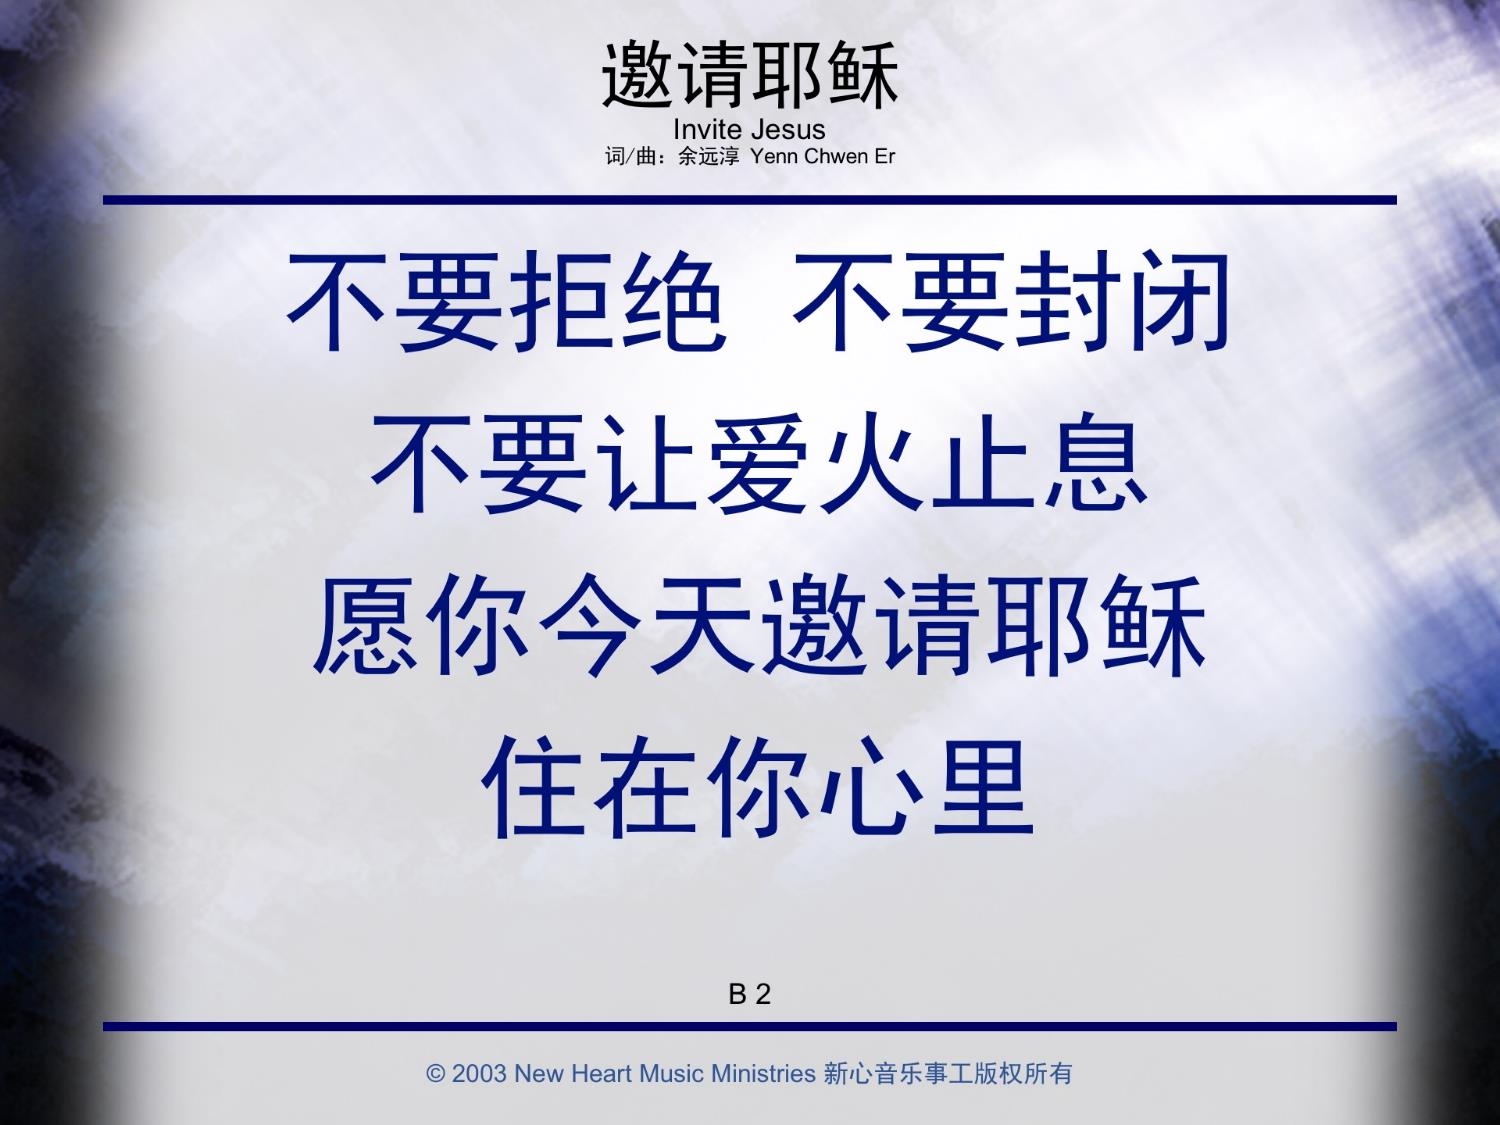 邀请耶稣
Invite Jesus
词/曲：余远淳 Yenn Chwen Er
不要拒绝 不要封闭
不要让爱火止息
愿你今天邀请耶稣
住在你心里
B 2
© 2003 New Heart Music Ministries 新心音乐事工版权所有